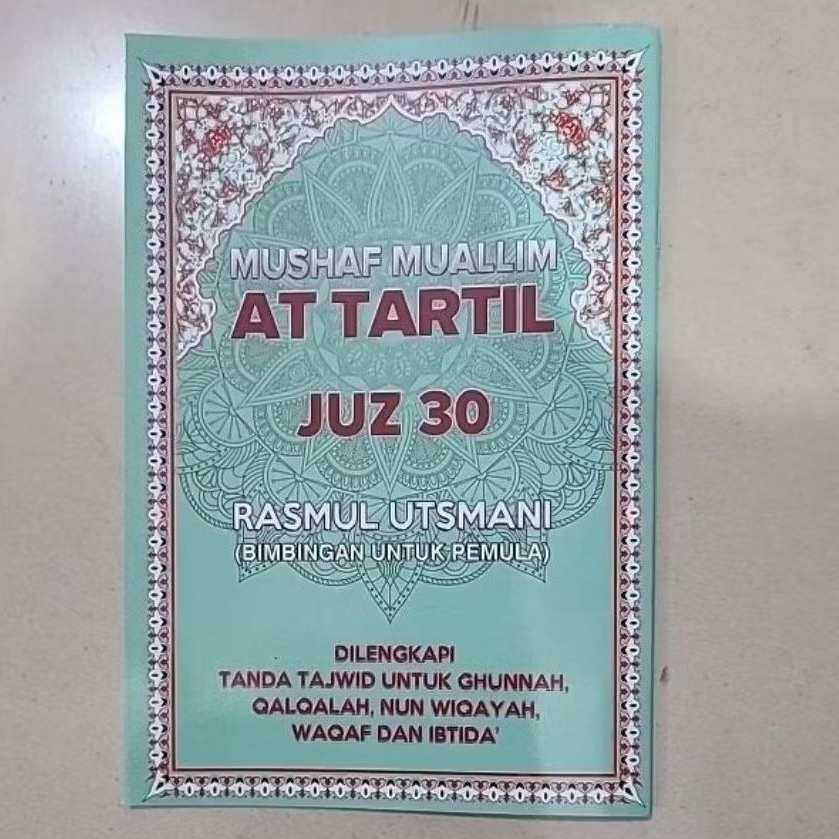 MUSHAF MUALLIM
AT TARTIL
JUZ 30
RASMUL UTSMANI
(BIMBINGAN UNTUK PEMULA)
DILENGKAPI
TANDA TAJWID UNTUK GHUNNAH,
QALQALAH, NUN WIQAYAH,
WAQAF DAN IBTIDA'